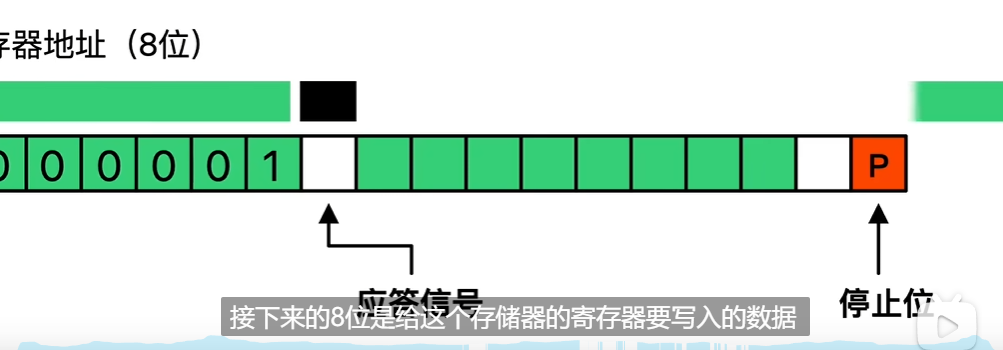 存器地址（8位）
0 0 0 0 0 1
P
应答信号
停止位
接下来的8位是给这个存储器的寄存器要写入的数据